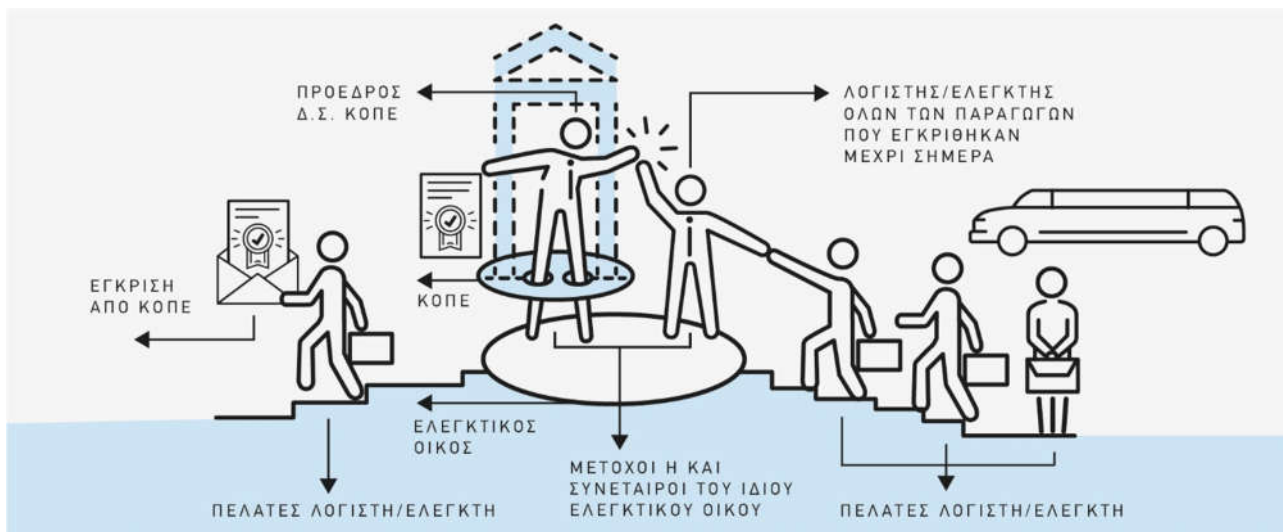 ΠΡΟΕΔΡΟΣ
Δ.Σ. ΚΟΠΕ
ΛΟΓΙΣΤΗΣ/ΕΛΕΓΚΤΗΣ
ΟΛΩΝ ΤΩΝ ΠΑΡΑΓΩΓΩΝ
ΠΟΥ ΕΓΚΡΙΘΗΚΑΝ
ΜΕΧΡΙ ΣΗΜΕΡΑ
ΕΓΚΡΙΣΗ
ΑΠΟ ΚΟΠΕ
ΚΟΠΕ
ΕΛΕΓΚΤΙΚΟΣ
ΟΙΚΟΣ
ΠΕΛΑΤΕΣ ΛΟΓΙΣΤΗ/ΕΛΕΓΚΤΗ
ΜΕΤΟΧΟΙ Η ΚΑΙ
ΣΥΝΕΤΑΙΡΟΙ ΤΟΥ ΙΔΙΟΥ
ΕΛΕΓΚΤΙΚΟΥ ΟΙΚΟΥ
ΠΕΛΑΤΕΣ ΛΟΓΙΣΤΗ/ΕΛΕΓΚΤΗ